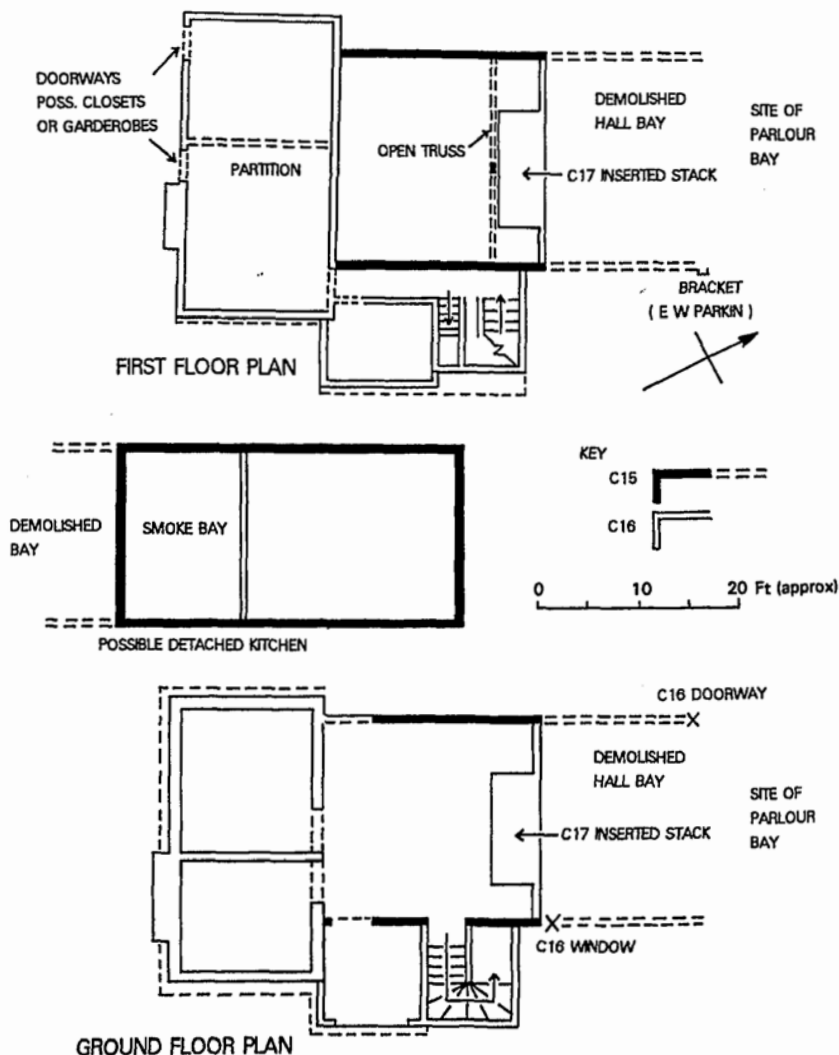 DOORWAYS
POSS. CLOSETS
OR GARDEROBES
PARTITION
OPEN TRUSS
DEMOLISHED
HALL BAY
SITE OF
PARLOUR
BAY
C17 INSERTED STACK
BRACKET
( E W PARKIN )
FIRST FLOOR PLAN
DEMOLISHED
BAY
SMOKE BAY
POSSIBLE DETACHED KITCHEN
KEY
C15
C16
0 10 20 Ft (approx)
C16 DOORWAY
DEMOLISHED
HALL BAY
SITE OF
PARLOUR
BAY
C17 INSERTED STACK
C16 WINDOW
GROUND FLOOR PLAN